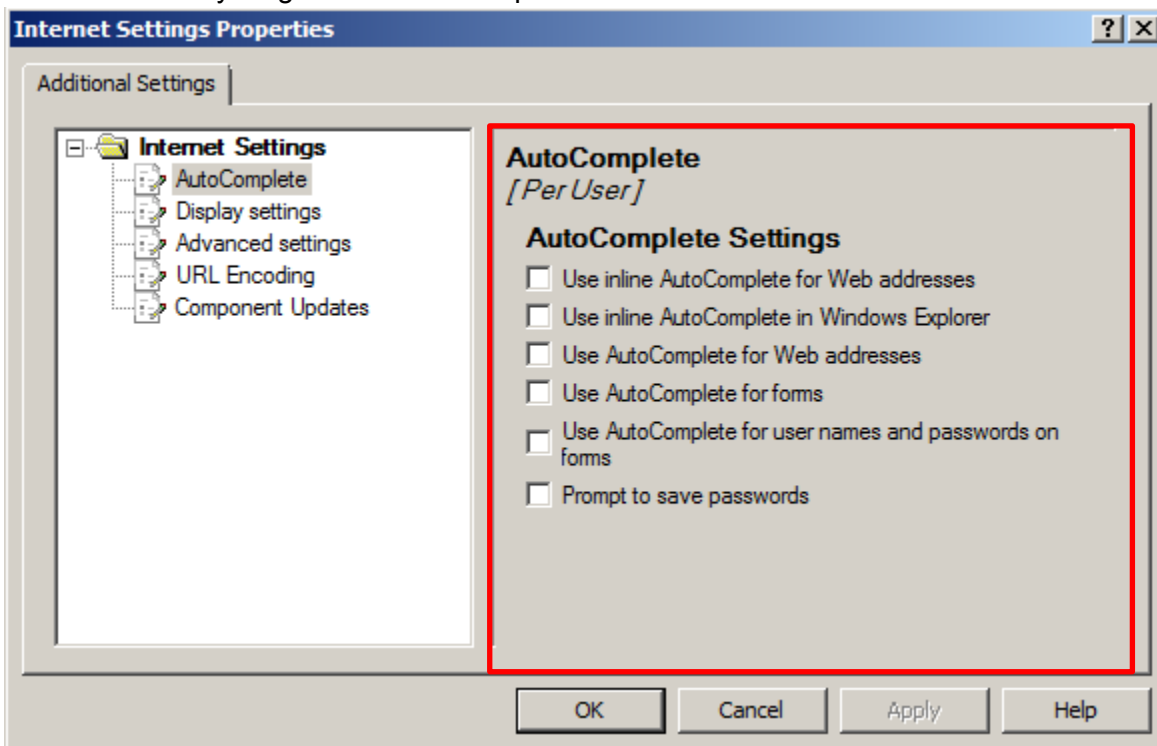 Internet Settings Properties
Additional Settings
Internet Settings
AutoComplete
Display settings
Advanced settings
URL Encoding
Component Updates
AutoComplete
[Per User]
AutoComplete Settings
Use inline AutoComplete for Web addresses
Use inline AutoComplete in Windows Explorer
Use AutoComplete for Web addresses
Use AutoComplete for forms
Use AutoComplete for user names and passwords on
forms
Prompt to save passwords
OK Cancel Apply Help